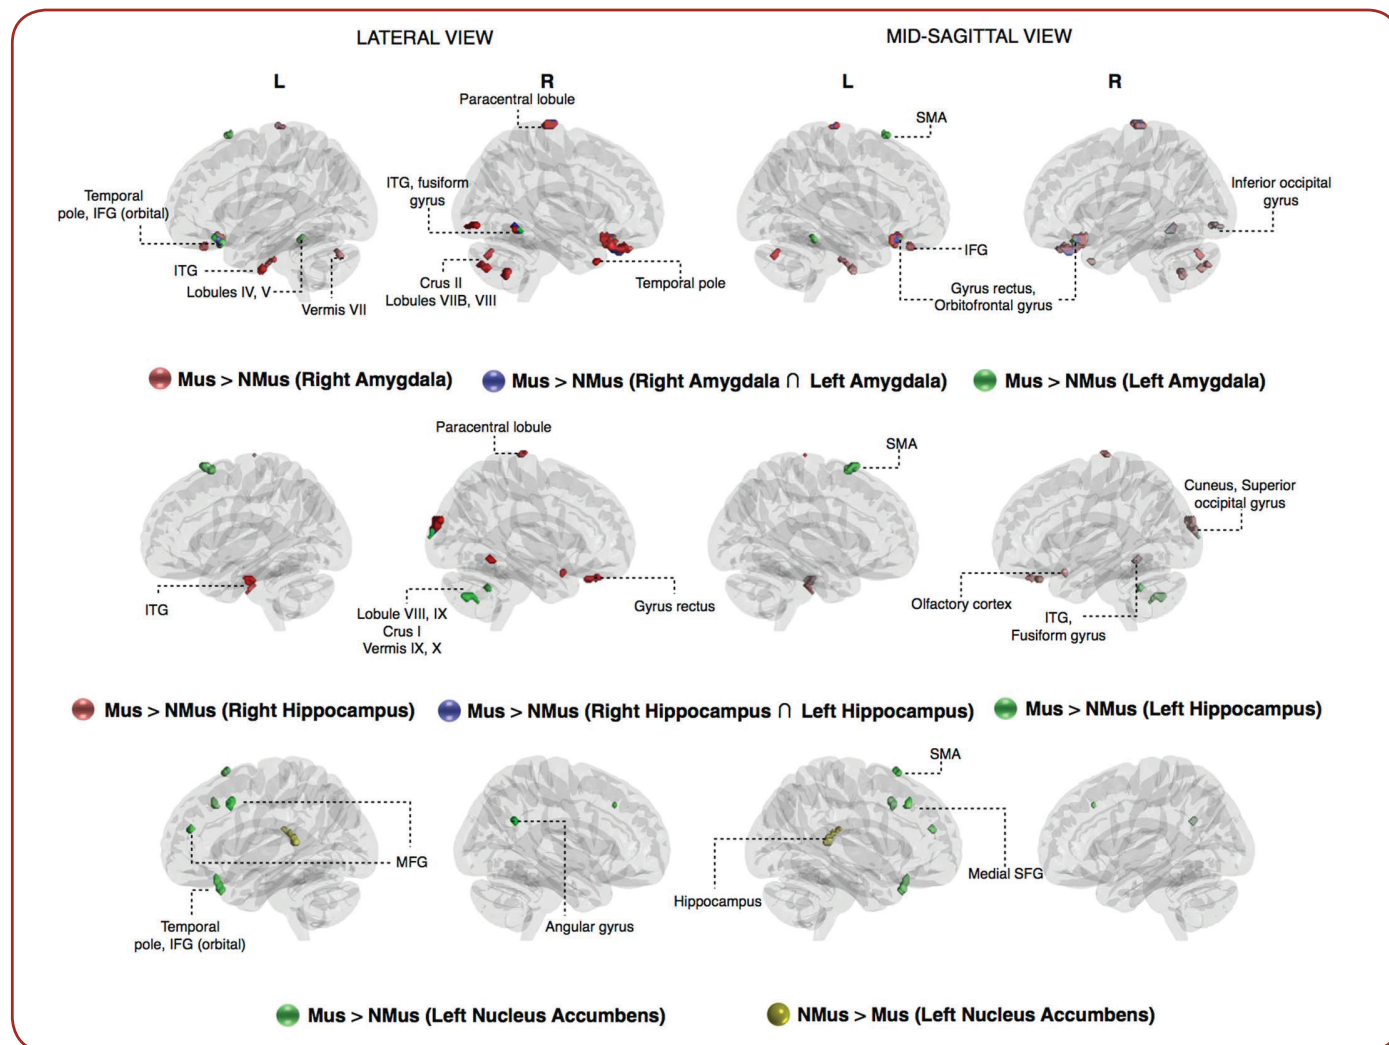 LATERAL VIEW
MID-SAGITTAL VIEW
L
R
L
R
Paracentral lobule
SMA
Temporal
pole, IFG (orbital)
ITG, fusiform
gyrus
Inferior occipital
gyrus
ITG
Lobules IV, V
Vermis VII
Crus II
Lobules VIIB, VIII
Temporal pole
IFG
Gyrus rectus,
Orbitofrontal gyrus
Mus > NMus (Right Amygdala)
Mus > NMus (Right Amygdala ∩ Left Amygdala)
Mus > NMus (Left Amygdala)
Paracentral lobule
SMA
Cuneus, Superior
occipital gyrus
ITG
Lobule VIII, IX
Crus I
Vermis IX, X
Gyrus rectus
Olfactory cortex
ITG,
Fusiform gyrus
Mus > NMus (Right Hippocampus)
Mus > NMus (Right Hippocampus ∩ Left Hippocampus)
Mus > NMus (Left Hippocampus)
SMA
MFG
Medial SFG
Temporal
pole, IFG (orbital)
Angular gyrus
Hippocampus
Mus > NMus (Left Nucleus Accumbens)
NMus > Mus (Left Nucleus Accumbens)